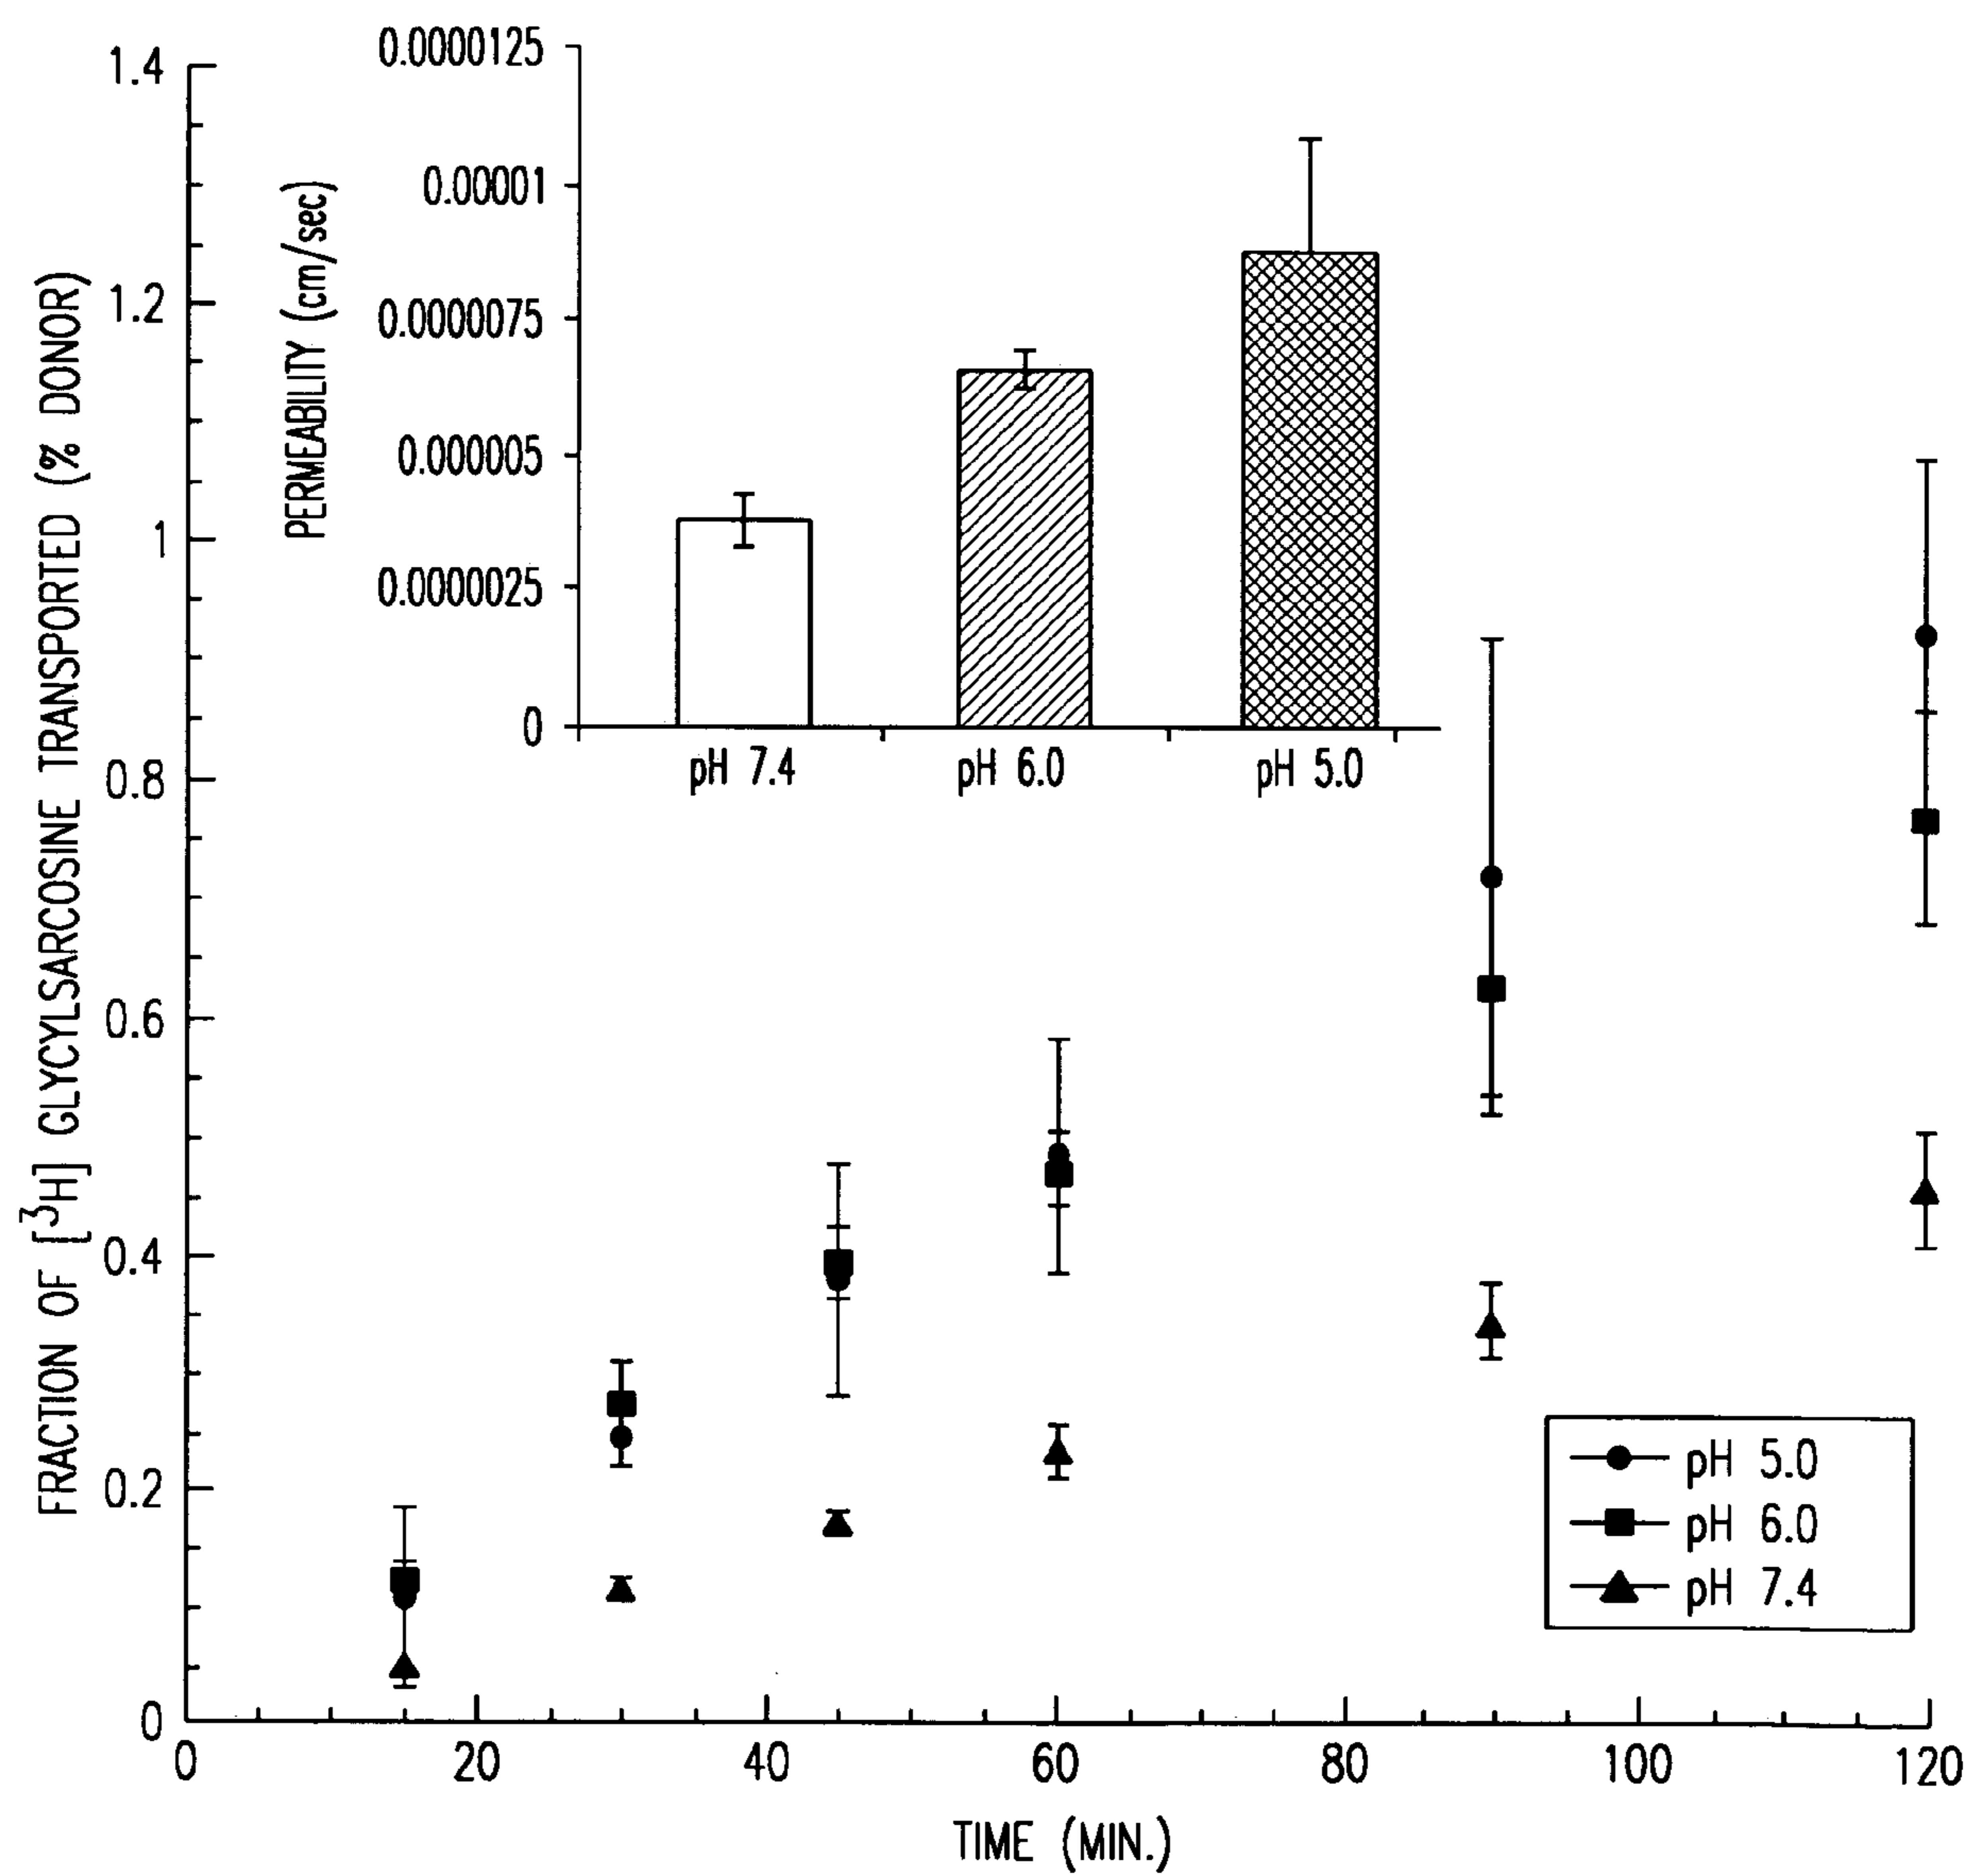 FRACTION OF [³H] GLYCYLSARCOSINE TRANSPORTED (% DONOR)
1.4
1.2
1
0.8
0.6
0.4
0.2
0
PERMEABILITY (cm/sec)
0.0000125
0.00001
0.0000075
0.000005
0.0000025
0
pH 7.4 pH 6.0 pH 5.0
pH 5.0
pH 6.0
pH 7.4
0 20 40 60 80 100 120
TIME (MIN.)